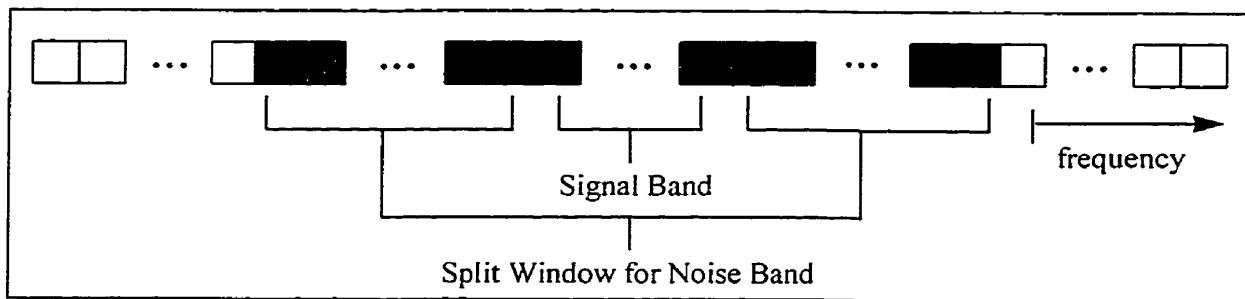 ... ... ... ... ...
frequency
Signal Band
Split Window for Noise Band